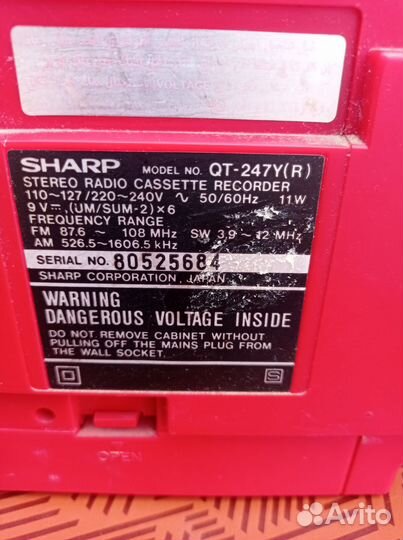 SHARP MODEL NO. QT-247Y(R)
STEREO RADIO CASSETTE RECORDER
110~127/220~240V ∿ 50/60Hz 11W
9V ⎓ (UM/SUM-2)×6
FREQUENCY RANGE
FM 87.6 ~ 108 MHz SW 3.9 ~ 12 MHz
AM 526.5~1606.5 kHz
SERIAL NO. 80525684
SHARP CORPORATION, JAPAN
WARNING
DANGEROUS VOLTAGE INSIDE
DO NOT REMOVE CABINET WITHOUT
PULLING OFF THE MAINS PLUG FROM
THE WALL SOCKET.
S
OPEN
Avito